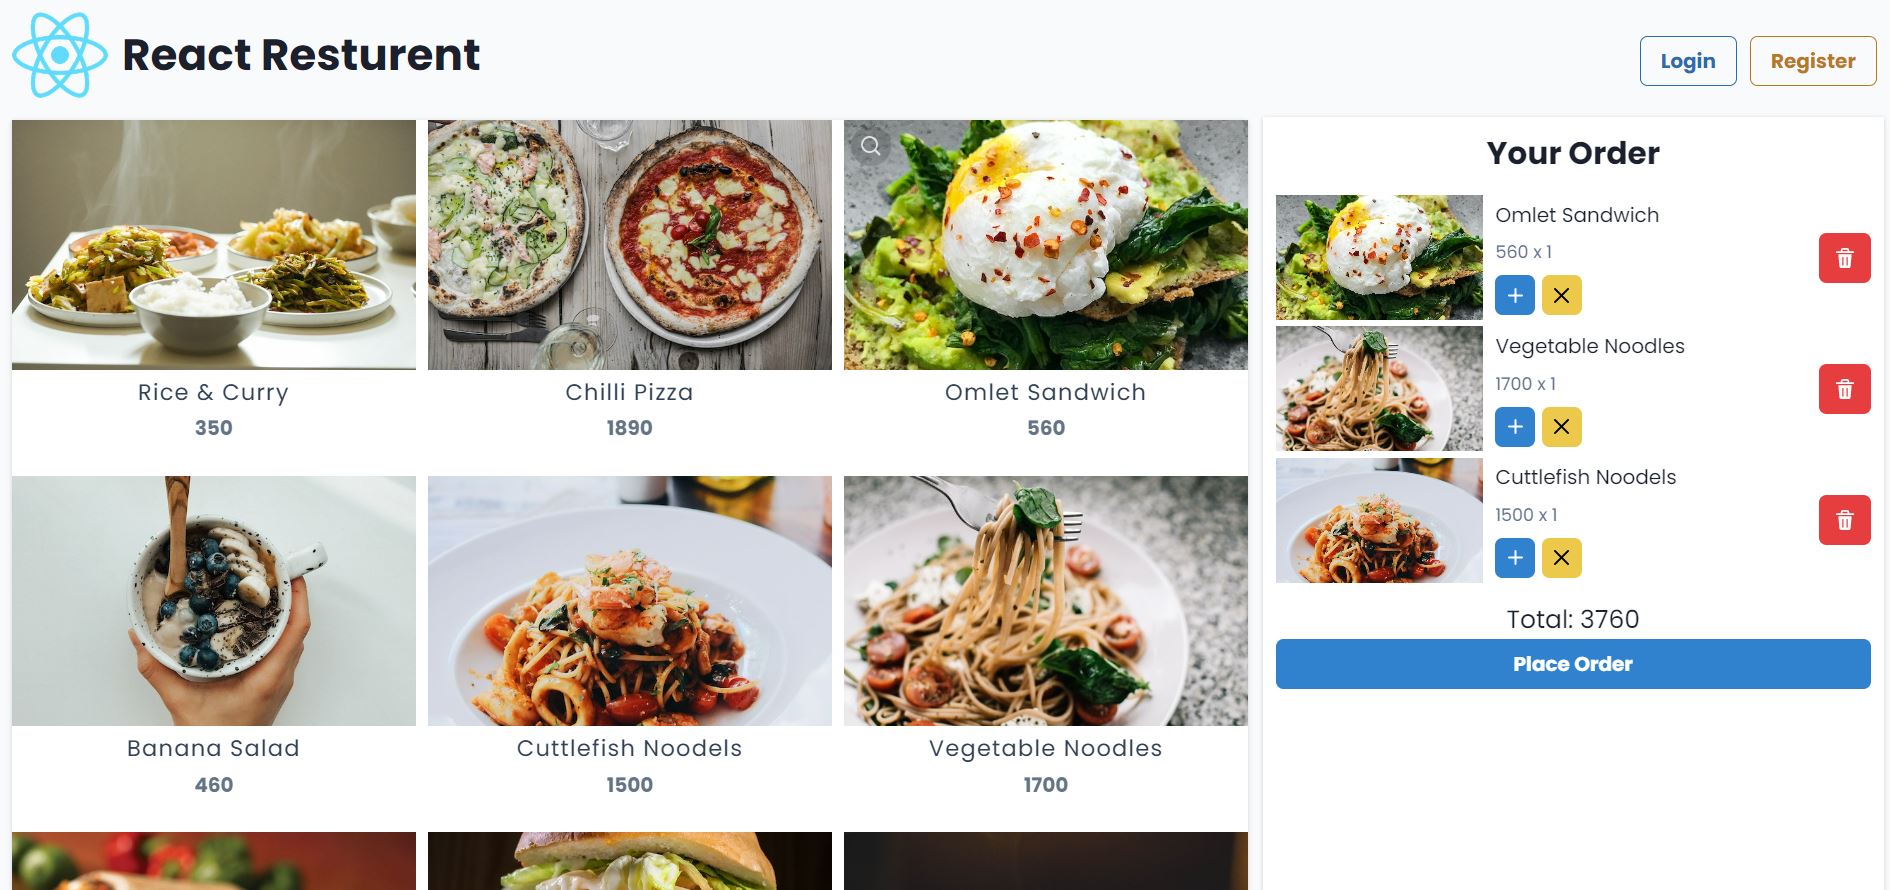 React Resturent
Login
Register
Rice & Curry
350
Chilli Pizza
1890
Omlet Sandwich
560
Banana Salad
460
Cuttlefish Noodels
1500
Vegetable Noodles
1700
Your Order
Omlet Sandwich
560 x 1
Vegetable Noodles
1700 x 1
Cuttlefish Noodels
1500 x 1
Total: 3760
Place Order